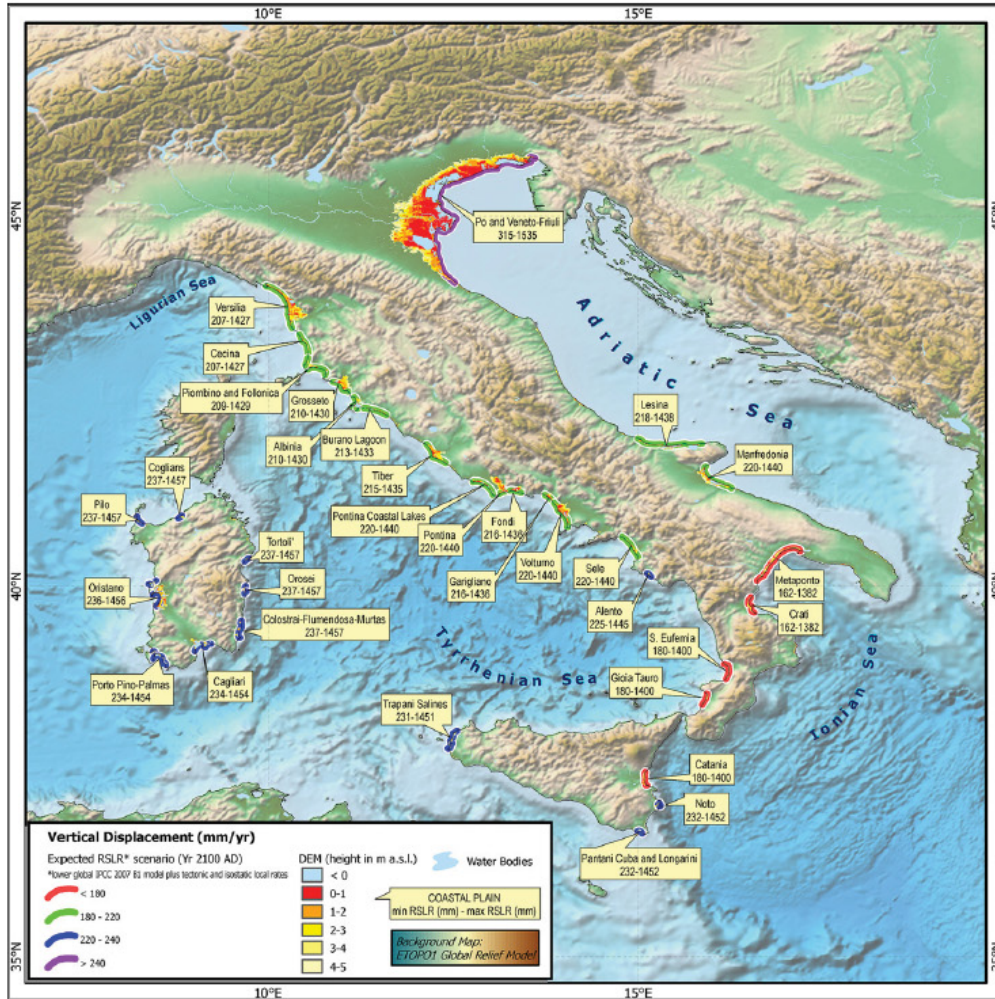 10°E
15°E
45°N
45°N
Po and Veneto-Friuli
315-1535
Ligurian Sea
Versilia
207-1427
Adriatic Sea
Cecina
207-1427
Piombino and Follonica
209-1429
Grosseto
210-1430
Albinia
210-1430
Burano Lagoon
213-1433
Lesina
218-1438
Manfredonia
220-1440
Tiber
215-1435
Coglians
237-1457
Pilo
237-1457
Pontina Coastal Lakes
220-1440
Pontina
220-1440
Fondi
216-1436
Garigliano
216-1436
Volturno
220-1440
Sele
220-1440
Alento
225-1445
Tortoli'
237-1457
Orosei
237-1457
Oristano
236-1456
40°N
40°N
Metaponto
162-1382
Crati
162-1382
Colostrai-Flumendosa-Murtas
237-1457
Porto Pino-Palmas
234-1454
Cagliari
234-1454
Tyrrhenian Sea
S. Eufemia
180-1400
Gioia Tauro
180-1400
Ionian Sea
Trapani Salines
231-1451
Catania
180-1400
Noto
232-1452
Pantani Cuba and Longarini
232-1452
Vertical Displacement (mm/yr)
Expected RSLR* scenario (Yr 2100 AD)
*lower global IPCC 2007 B1 model plus tectonic and isostatic local rates
< 180
180 - 220
220 - 240
> 240
DEM (height in m a.s.l.)
< 0
0-1
1-2
2-3
3-4
4-5
Water Bodies
COASTAL PLAIN
min RSLR (mm) - max RSLR (mm)
Background Map:
ETOPO1 Global Relief Model
35°N
35°N
10°E
15°E